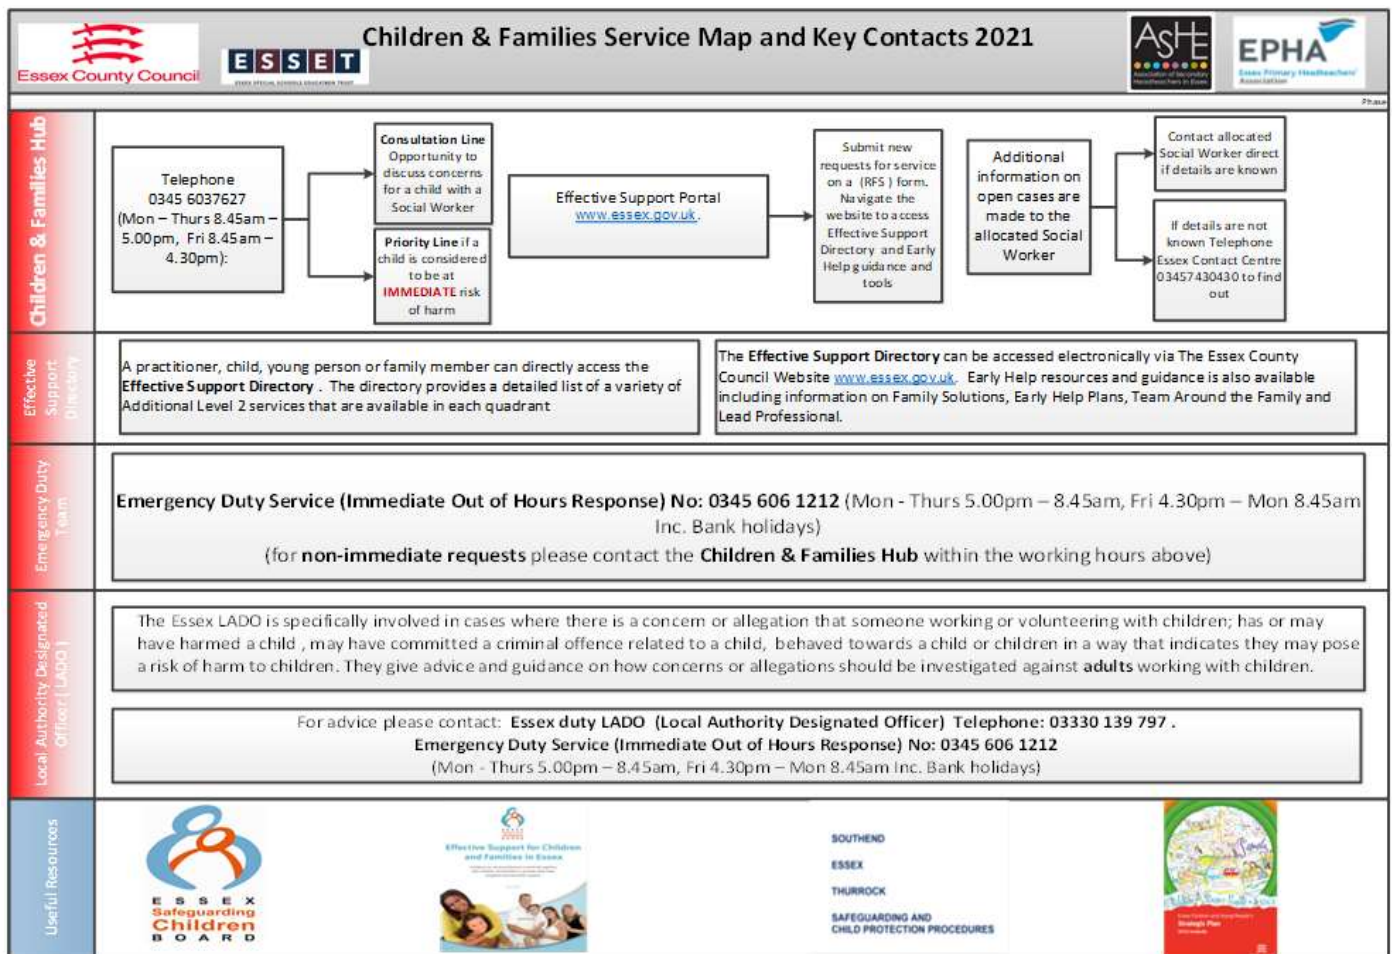 Children & Families Service Map and Key Contacts 2021
Essex County Council
ESSET
ESSEX SPECIAL SCHOOLS EDUCATION TRUST
ASHE
Association of Secondary
Headteachers in Essex
EPHA
Essex Primary Headteachers'
Association
Phase
Children & Families Hub
Telephone
0345 6037627
(Mon – Thurs 8.45am –
5.00pm, Fri 8.45am –
4.30pm):
Consultation Line
Opportunity to
discuss concerns
for a child with a
Social Worker
Priority Line if a
child is considered
to be at
IMMEDIATE risk
of harm
Effective Support Portal
www.essex.gov.uk.
Submit new
requests for service
on a (RFS ) form.
Navigate the
website to access
Effective Support
Directory and Early
Help guidance and
tools
Additional
information on
open cases are
made to the
allocated Social
Worker
Contact allocated
Social Worker direct
if details are known
If details are not
known Telephone
Essex Contact Centre
03457430430 to find
out
Effective
Support
Directory
A practitioner, child, young person or family member can directly access the
Effective Support Directory . The directory provides a detailed list of a variety of
Additional Level 2 services that are available in each quadrant
The Effective Support Directory can be accessed electronically via The Essex County
Council Website www.essex.gov.uk. Early Help resources and guidance is also available
including information on Family Solutions, Early Help Plans, Team Around the Family and
Lead Professional.
Emergency Duty
Team
Emergency Duty Service (Immediate Out of Hours Response) No: 0345 606 1212 (Mon - Thurs 5.00pm – 8.45am, Fri 4.30pm – Mon 8.45am
Inc. Bank holidays)
(for non-immediate requests please contact the Children & Families Hub within the working hours above)
Local Authority Designated
Officer ( LADO )
The Essex LADO is specifically involved in cases where there is a concern or allegation that someone working or volunteering with children; has or may
have harmed a child , may have committed a criminal offence related to a child, behaved towards a child or children in a way that indicates they may pose
a risk of harm to children. They give advice and guidance on how concerns or allegations should be investigated against adults working with children.
For advice please contact: Essex duty LADO (Local Authority Designated Officer) Telephone: 03330 139 797 .
Emergency Duty Service (Immediate Out of Hours Response) No: 0345 606 1212
(Mon - Thurs 5.00pm – 8.45am, Fri 4.30pm – Mon 8.45am Inc. Bank holidays)
Useful Resources
ESSEX
Safeguarding
Children
BOARD
Effective Support for Children
and Families in Essex
SOUTHEND
ESSEX
THURROCK
SAFEGUARDING AND
CHILD PROTECTION PROCEDURES
Strategic Plan